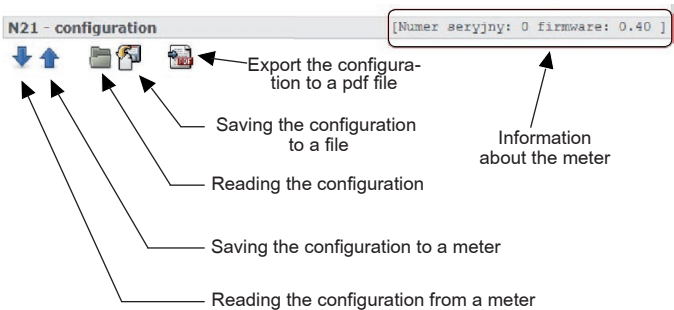 N21 - configuration
[Numer seryjny: 0 firmware: 0.40 ]
PDF
Export the configura-
tion to a pdf file
Saving the configuration
to a file
Information
about the meter
Reading the configuration
Saving the configuration to a meter
Reading the configuration from a meter